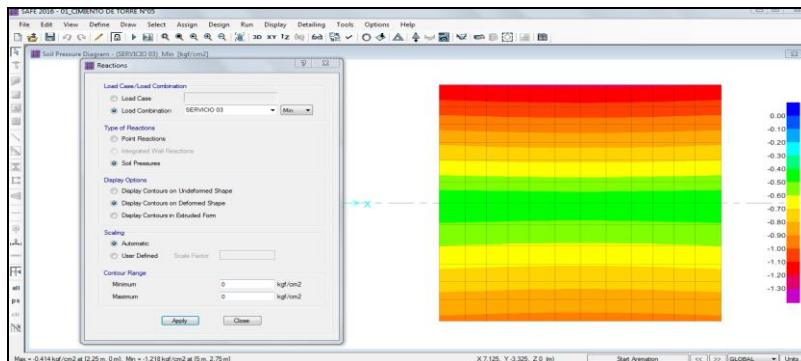 SAFE 2016 - 01_CIMIENTO DE TORRE N°05
File Edit View Define Draw Select Assign Design Run Display Detailing Tools Options Help
3D XY
Soil Pressure Diagram - (SERVICIO 03) Min [kgf/cm2]
Reactions
Load Case/Load Combination
Load Case
Load Combination SERVICIO 03 Min
Type of Reactions
Point Reactions
Integrated Wall Reactions
Soil Pressures
Display Options
Display Contours on Undeformed Shape
Display Contours on Deformed Shape
Display Contours in Extruded Form
Scaling
Automatic
User Defined Scale Factor
Contour Range
Minimum 0 kgf/cm2
Maximum 0 kgf/cm2
Apply Close
X
0.00
-0.10
-0.20
-0.30
-0.40
-0.50
-0.60
-0.70
-0.80
-0.90
-1.00
-1.10
-1.20
-1.30
all
ps
Max = -0.414 kgf/cm2 at [2.25 m, 0 m]; Min = -1.218 kgf/cm2 at [5 m, 2.75 m]
X 7.125, Y -3.325, Z 0 (m) Start Animation << >> GLOBAL Units